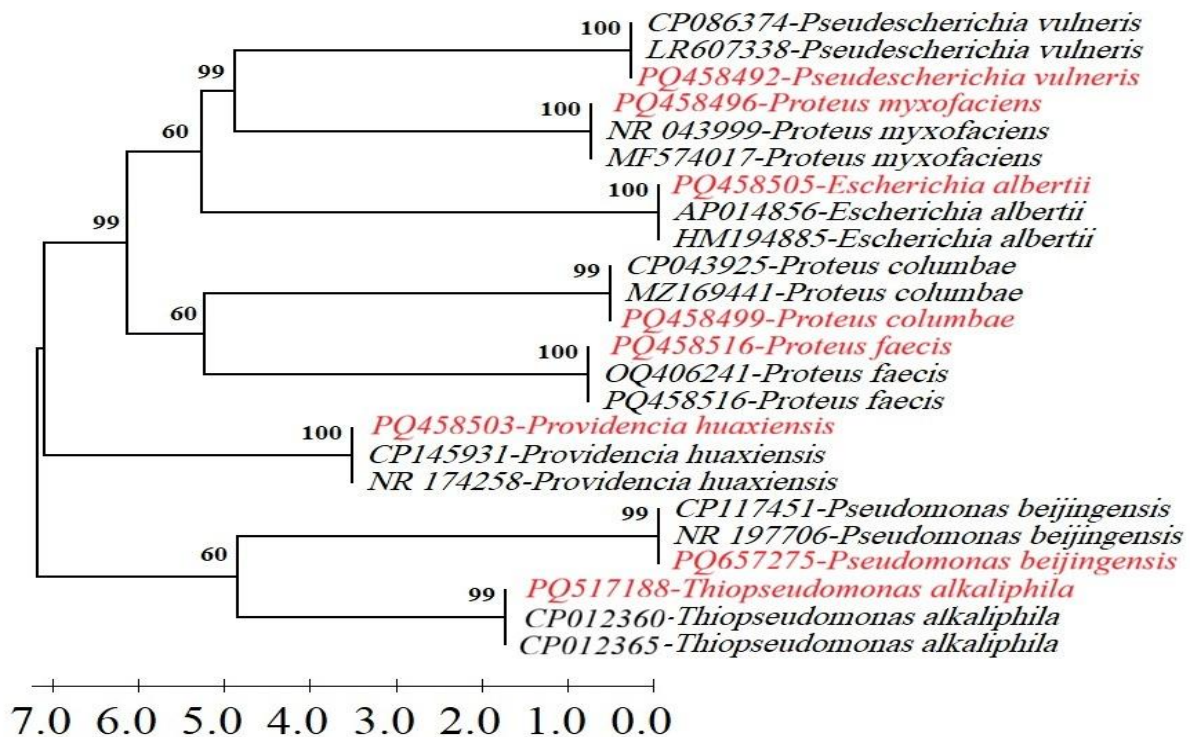 100
CP086374-Pseudescherichia vulneris
LR607338-Pseudescherichia vulneris
PQ458492-Pseudescherichia vulneris
99
100
PQ458496-Proteus myxofaciens
NR 043999-Proteus myxofaciens
MF574017-Proteus myxofaciens
60
100
PQ458505-Escherichia albertii
AP014856-Escherichia albertii
HM194885-Escherichia albertii
99
99
CP043925-Proteus columbae
MZ169441-Proteus columbae
PQ458499-Proteus columbae
60
100
PQ458516-Proteus faecis
OQ406241-Proteus faecis
PQ458516-Proteus faecis
100
PQ458503-Providencia huaxiensis
CP145931-Providencia huaxiensis
NR 174258-Providencia huaxiensis
99
CP117451-Pseudomonas beijingensis
NR 197706-Pseudomonas beijingensis
PQ657275-Pseudomonas beijingensis
60
99
PQ517188-Thiopseudomonas alkaliphila
CP012360-Thiopseudomonas alkaliphila
CP012365-Thiopseudomonas alkaliphila
7.0 6.0 5.0 4.0 3.0 2.0 1.0 0.0